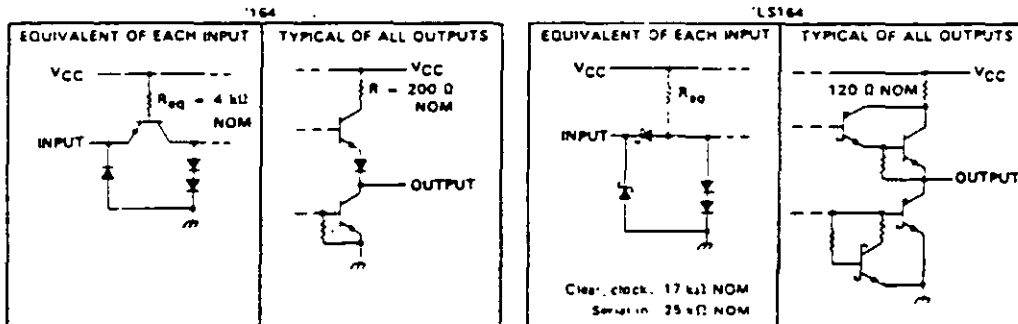 '164
EQUIVALENT OF EACH INPUT
VCC
Req = 4 kΩ
NOM
INPUT
TYPICAL OF ALL OUTPUTS
VCC
R = 200 Ω
NOM
OUTPUT
'LS164
EQUIVALENT OF EACH INPUT
VCC
Req
INPUT
Clear, clock: 17 kΩ NOM
Serial in: 25 kΩ NOM
TYPICAL OF ALL OUTPUTS
VCC
120 Ω NOM
OUTPUT